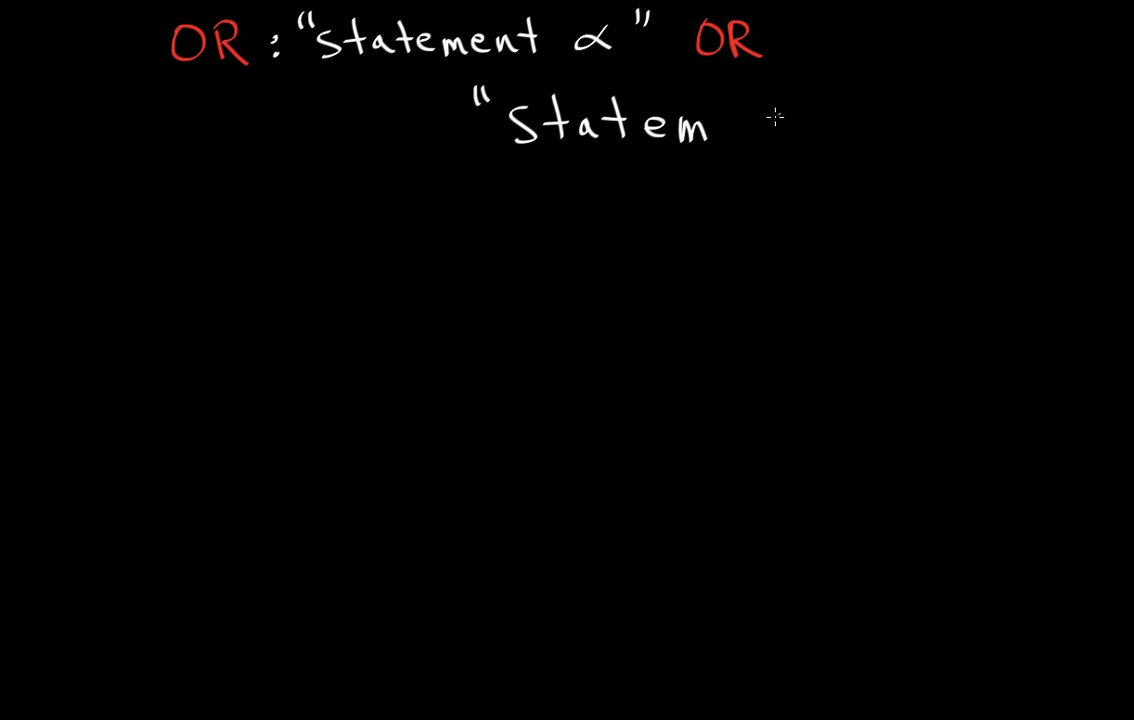 OR : "statement α" OR
"Statem